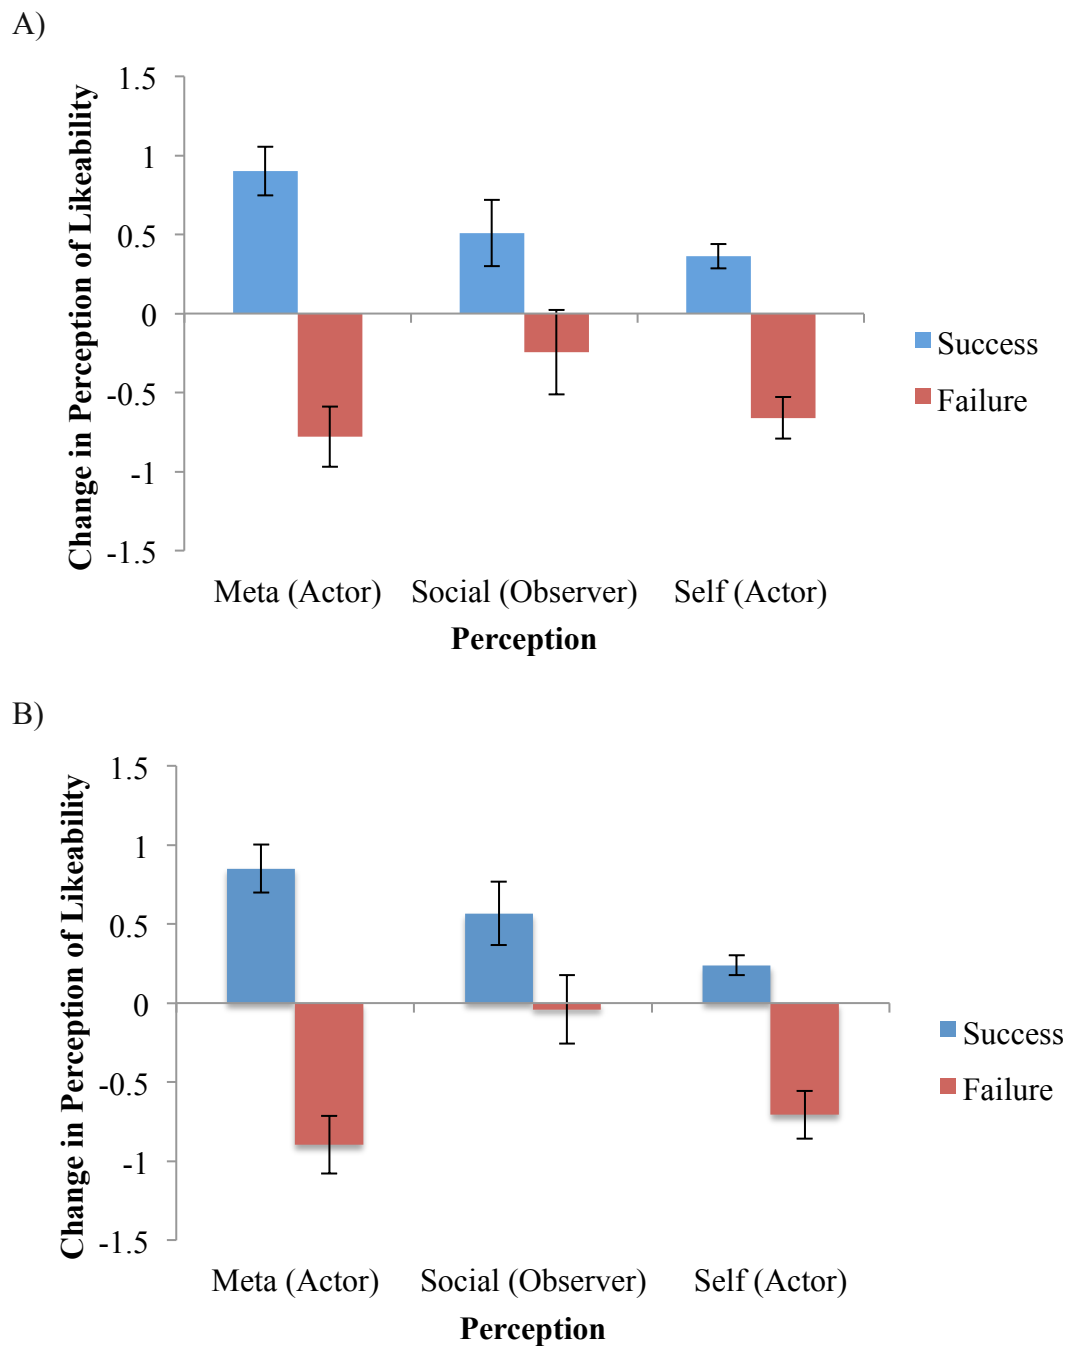 A)
Change in Perception of Likeability
1.5
1
0.5
0
-0.5
-1
-1.5
Success
Failure
Meta (Actor) Social (Observer) Self (Actor)
Perception
B)
Change in Perception of Likeability
1.5
1
0.5
0
-0.5
-1
-1.5
Success
Failure
Meta (Actor) Social (Observer) Self (Actor)
Perception